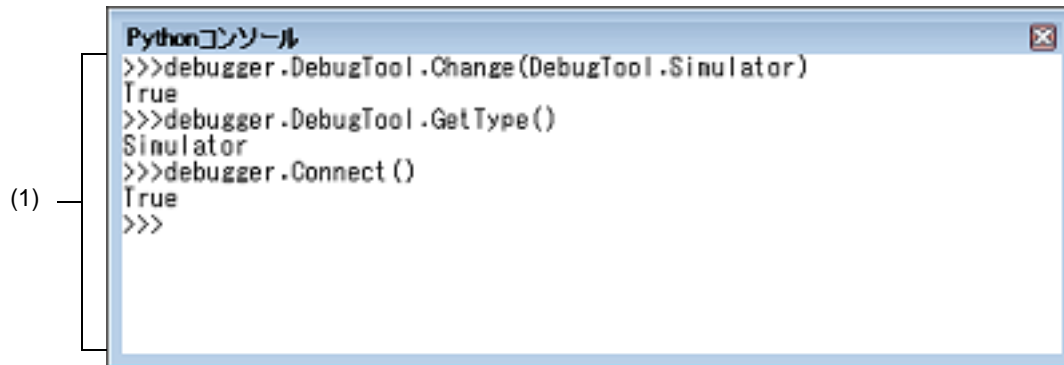 Pythonコンソール
>>>debugger.DebugTool.Change(DebugTool.Simulator)
True
>>>debugger.DebugTool.GetType()
Simulator
>>>debugger.Connect()
True
>>>
(1)